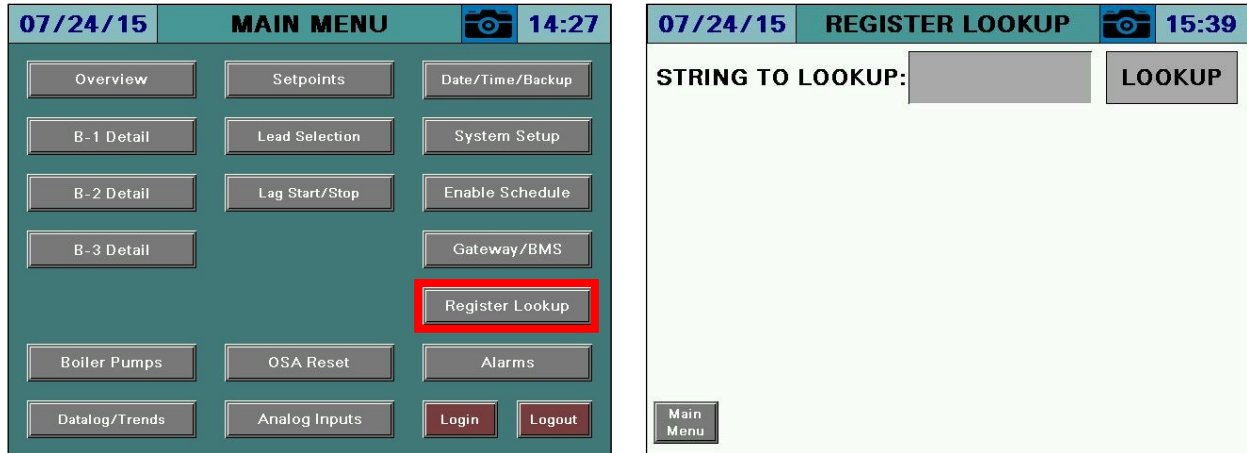 07/24/15 MAIN MENU 14:27
Overview Setpoints Date/Time/Backup
B-1 Detail Lead Selection System Setup
B-2 Detail Lag Start/Stop Enable Schedule
B-3 Detail Gateway/BMS
Register Lookup
Boiler Pumps OSA Reset Alarms
Datalog/Trends Analog Inputs Login Logout
07/24/15 REGISTER LOOKUP 15:39
STRING TO LOOKUP: LOOKUP
Main
Menu